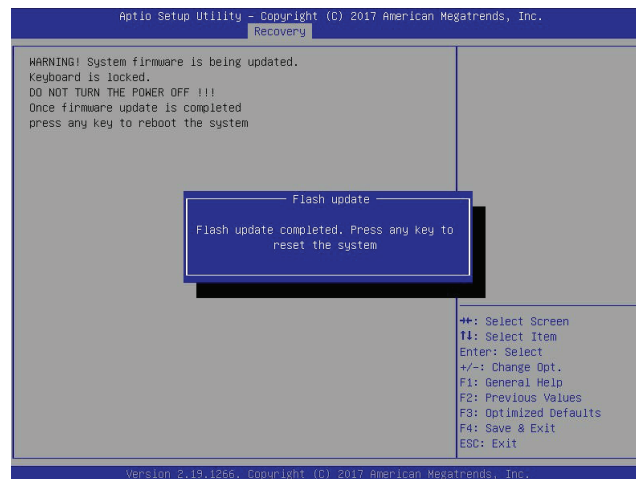 Aptio Setup Utility – Copyright (C) 2017 American Megatrends, Inc.
Recovery
WARNING! System firmware is being updated.
Keyboard is locked.
DO NOT TURN THE POWER OFF !!!
Once firmware update is completed
press any key to reboot the system
Flash update
Flash update completed. Press any key to
reset the system
→←: Select Screen
↑↓: Select Item
Enter: Select
+/-: Change Opt.
F1: General Help
F2: Previous Values
F3: Optimized Defaults
F4: Save & Exit
ESC: Exit
Version 2.19.1266. Copyright (C) 2017 American Megatrends, Inc.